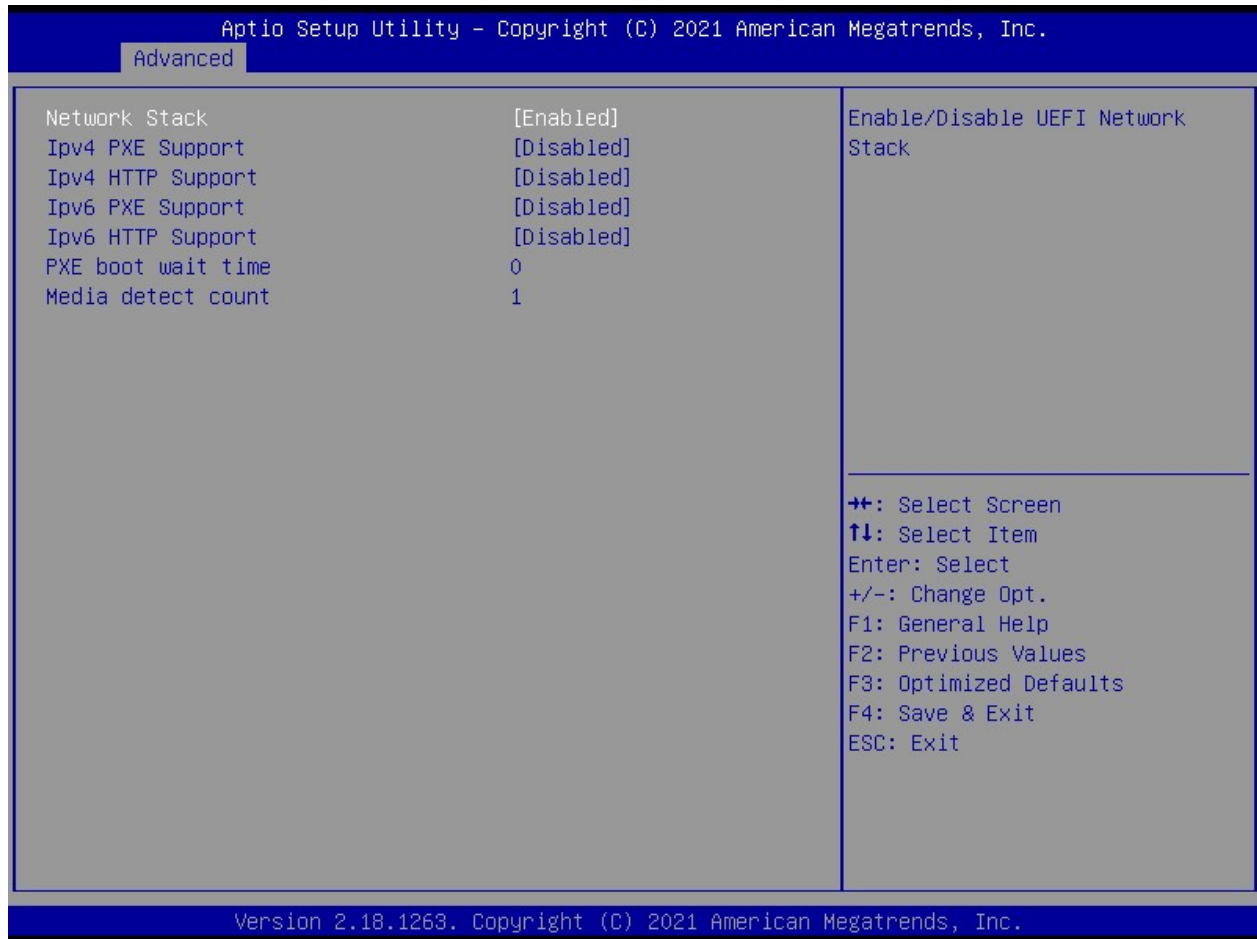 Aptio Setup Utility – Copyright (C) 2021 American Megatrends, Inc.
Advanced
Network Stack [Enabled]
Ipv4 PXE Support [Disabled]
Ipv4 HTTP Support [Disabled]
Ipv6 PXE Support [Disabled]
Ipv6 HTTP Support [Disabled]
PXE boot wait time 0
Media detect count 1
Enable/Disable UEFI Network
Stack
→←: Select Screen
↑↓: Select Item
Enter: Select
+/-: Change Opt.
F1: General Help
F2: Previous Values
F3: Optimized Defaults
F4: Save & Exit
ESC: Exit
Version 2.18.1263. Copyright (C) 2021 American Megatrends, Inc.